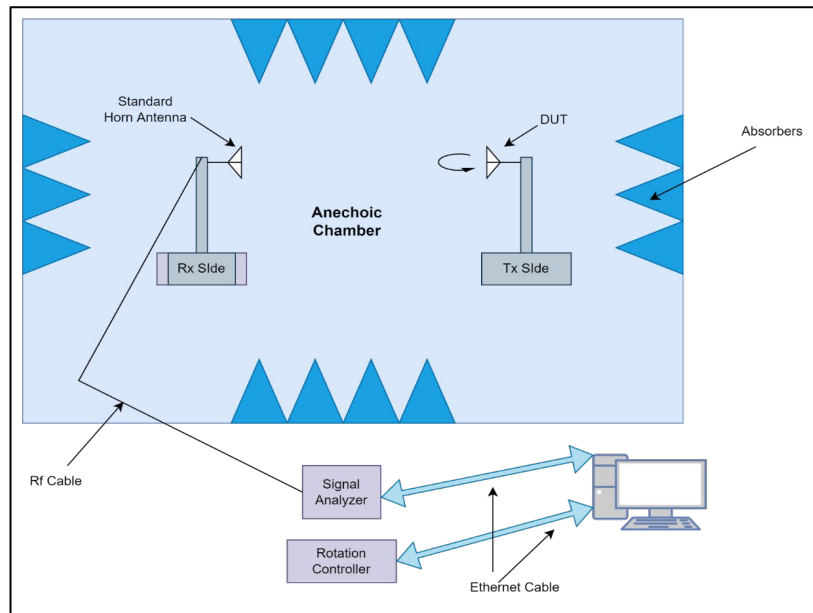 Standard
Horn Antenna
DUT
Absorbers
Anechoic
Chamber
Rx SIde
Tx SIde
Rf Cable
Signal
Analyzer
Rotation
Controller
Ethernet Cable